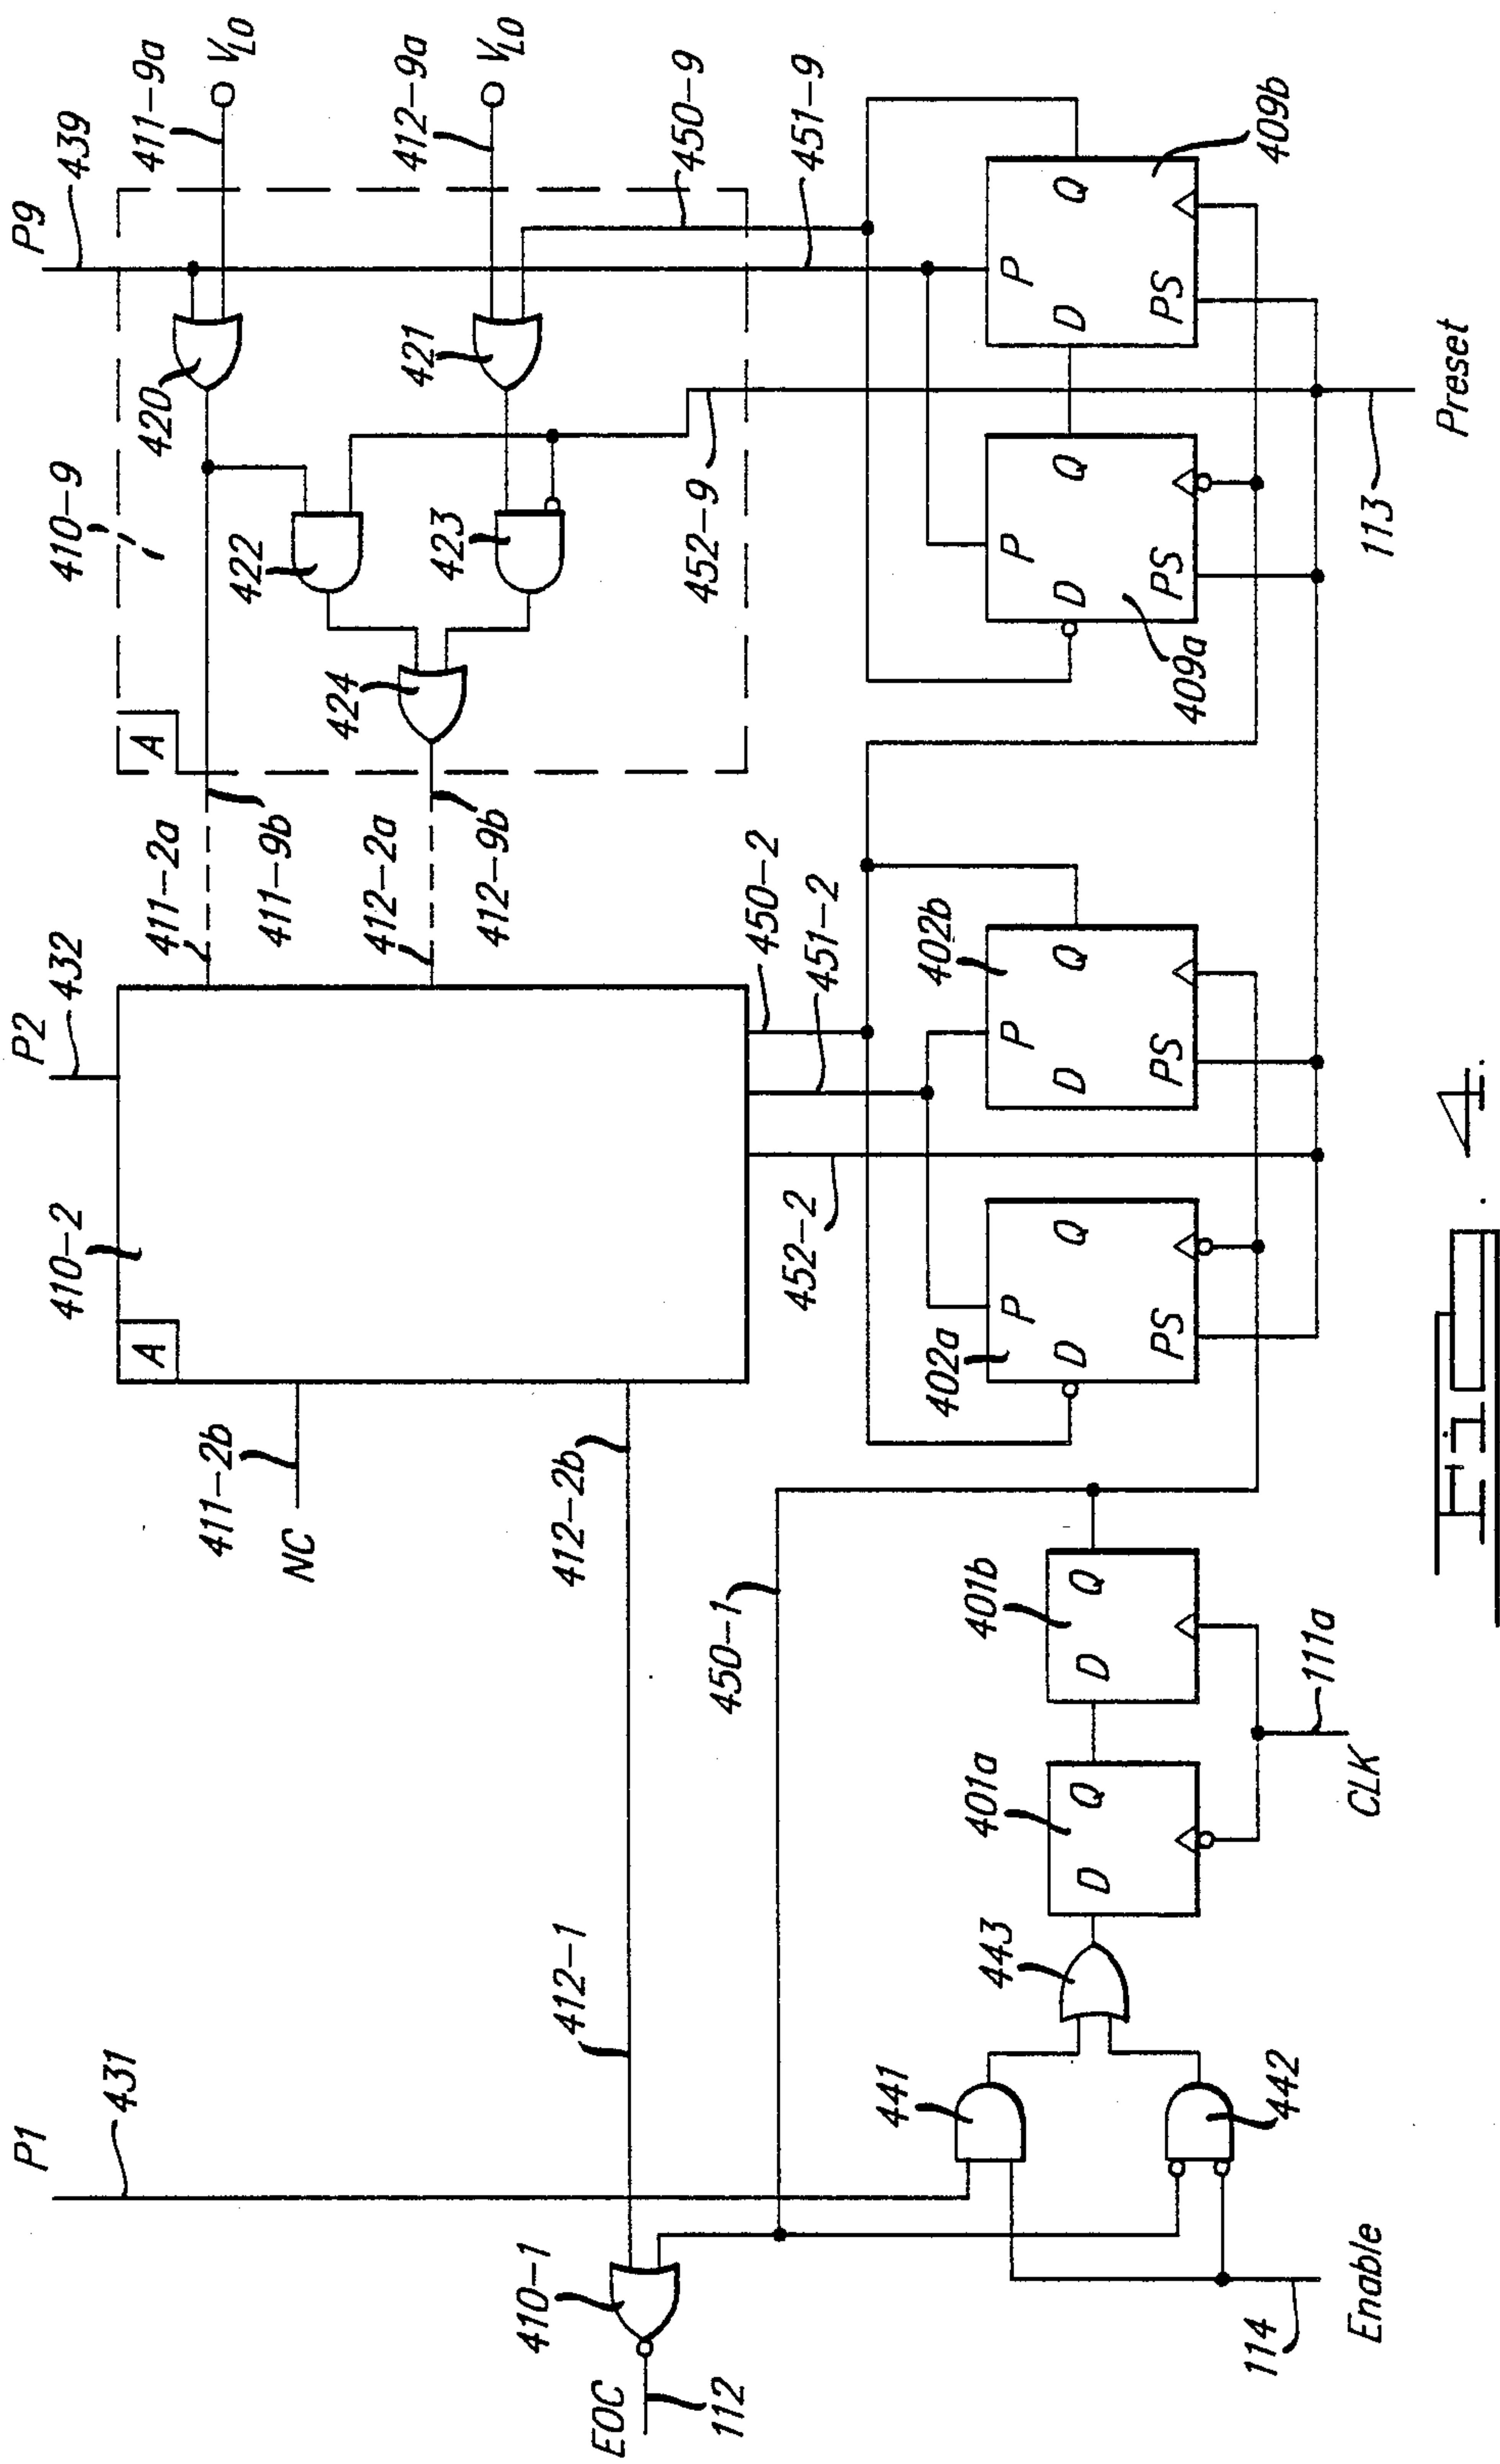 P1
431
P2
432
P9
439
410-2
A
410-9
A
420
411-9a
VLO
411-2b
NC
411-2a
411-9b
422
421
412-9a
VLO
424
423
412-2a
412-9b
410-1
EOC
112
412-1
412-2b
452-9
450-9
451-9
450-1
452-2
451-2
450-2
441
442
443
401a
D
Q
401b
D
Q
402a
P
D
Q
PS
402b
P
D
Q
PS
409a
P
D
Q
PS
409b
P
D
Q
PS
114
Enable
111a
CLK
113
Preset
Fig. 4.